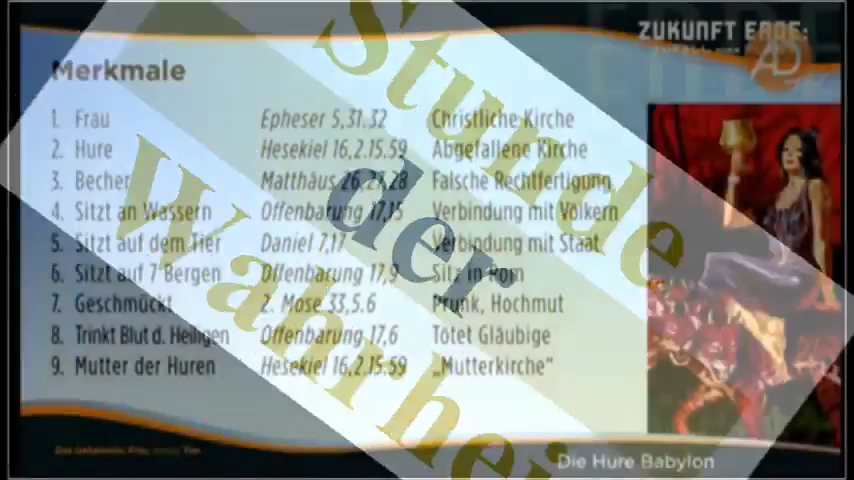 ZUKUNFT ERDE:
AD
Merkmale
1. Frau Epheser 5,31.32 Christliche Kirche
2. Hure Hesekiel 16,2.15.59 Abgefallene Kirche
3. Becher Matthäus 26,27.28 Falsche Rechtfertigung
4. Sitzt an Wassern Offenbarung 17,15 Verbindung mit Völkern
5. Sitzt auf dem Tier Daniel 7,17 Verbindung mit Staat
6. Sitzt auf 7 Bergen Offenbarung 17,9 Sitz in Rom
7. Geschmückt 2. Mose 33,5.6 Prunk, Hochmut
8. Trinkt Blut d. Heiligen Offenbarung 17,6 Tötet Gläubige
9. Mutter der Huren Hesekiel 16,2.15.59 „Mutterkirche“
Die Hure Babylon
Stunde
der
Wahrhei